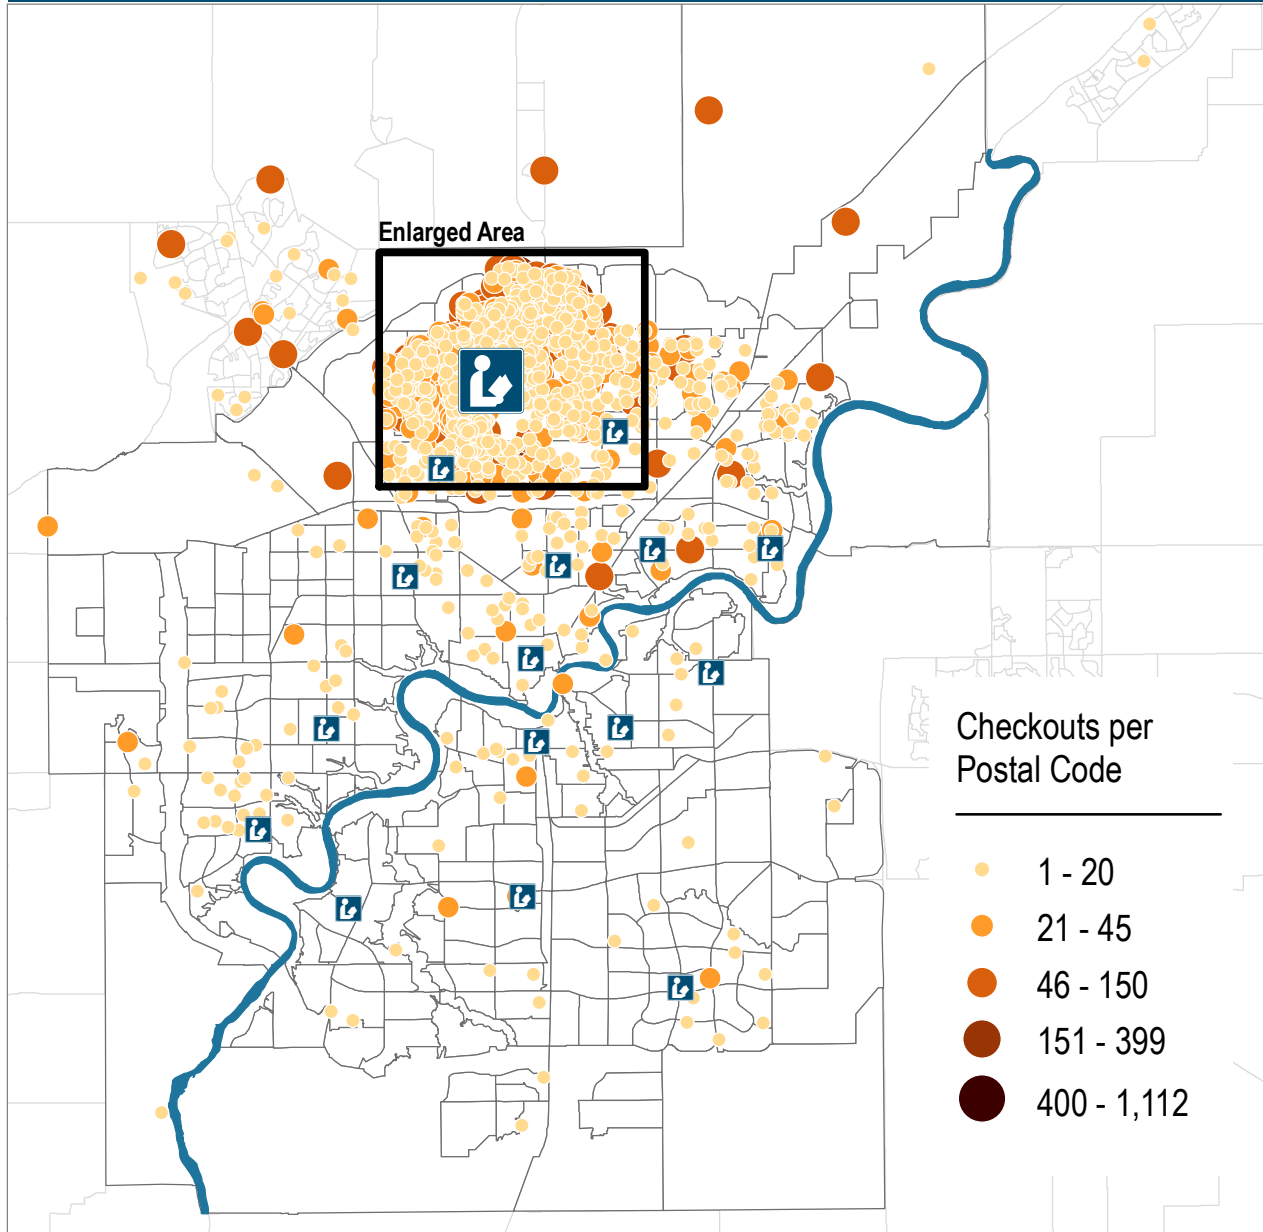 Enlarged Area
Checkouts per
Postal Code
1 - 20
21 - 45
46 - 150
151 - 399
400 - 1,112